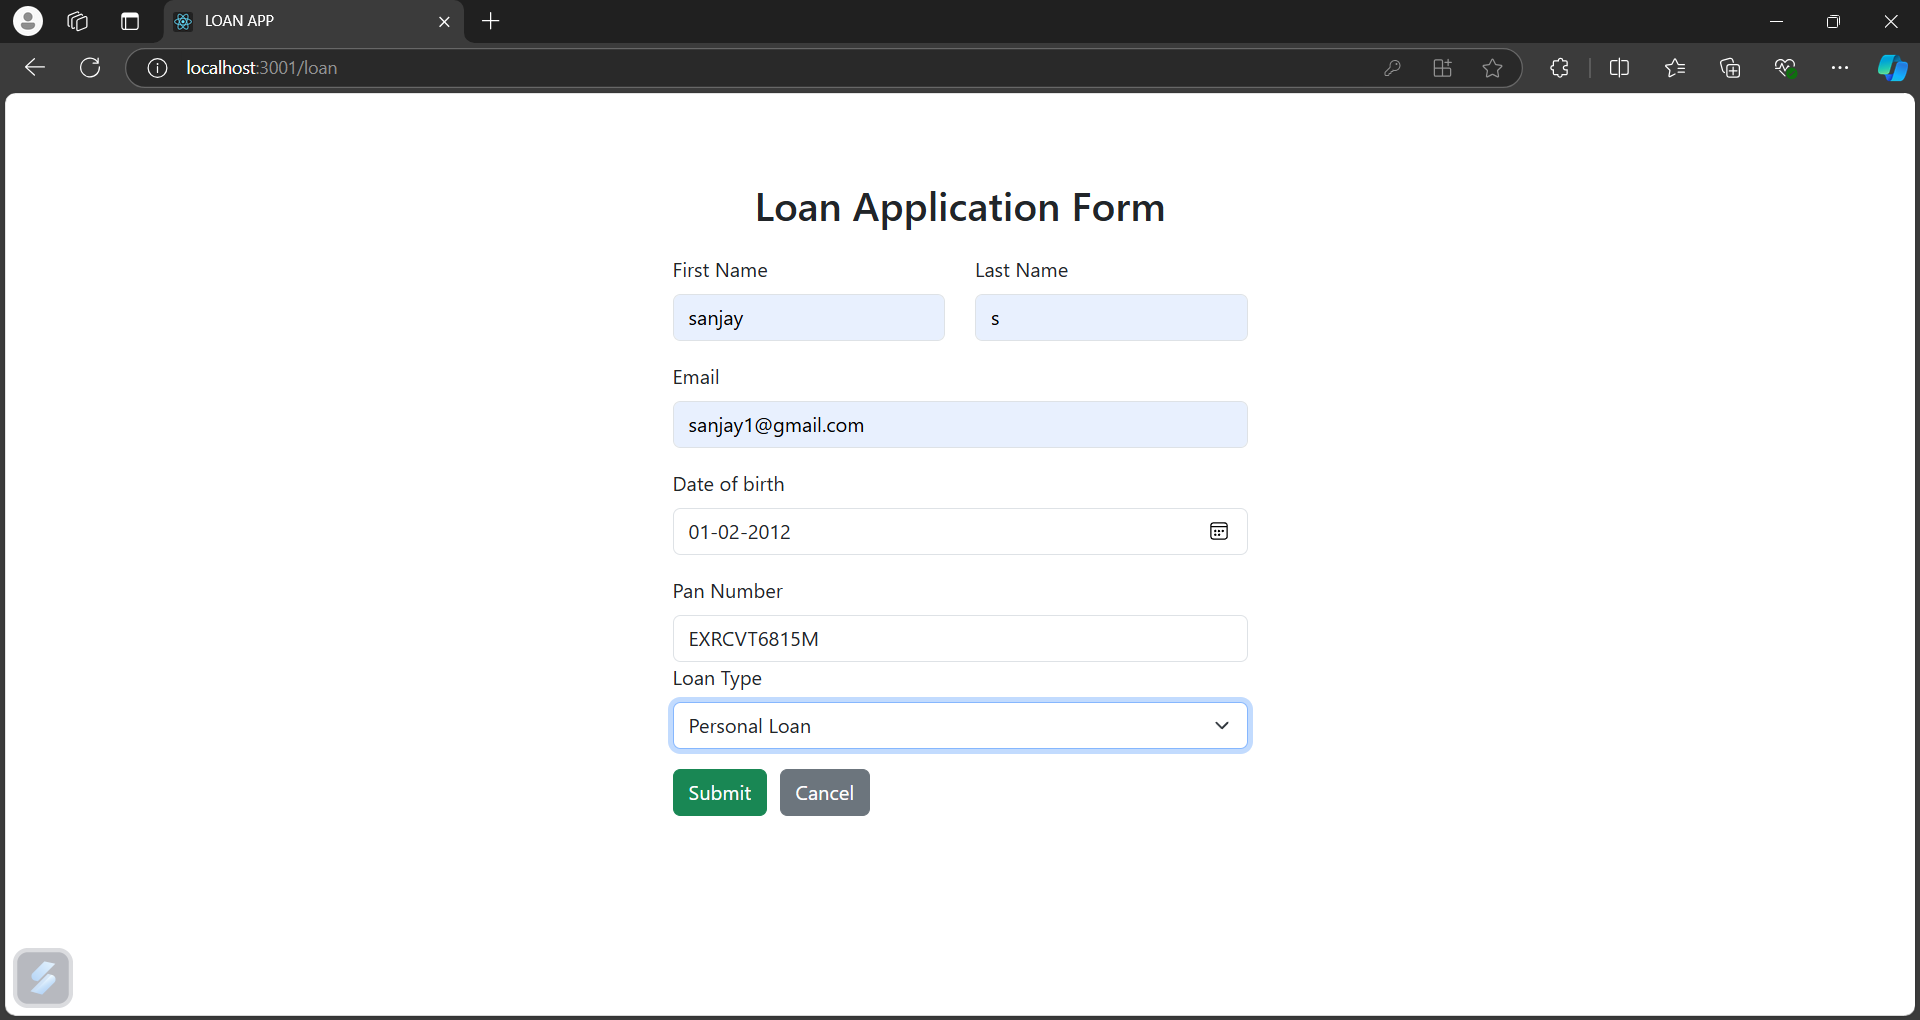 LOAN APP
localhost:3001/loan
Loan Application Form
First Name
Last Name
sanjay
s
Email
sanjay1@gmail.com
Date of birth
01-02-2012
Pan Number
EXRCVT6815M
Loan Type
Personal Loan
Submit
Cancel